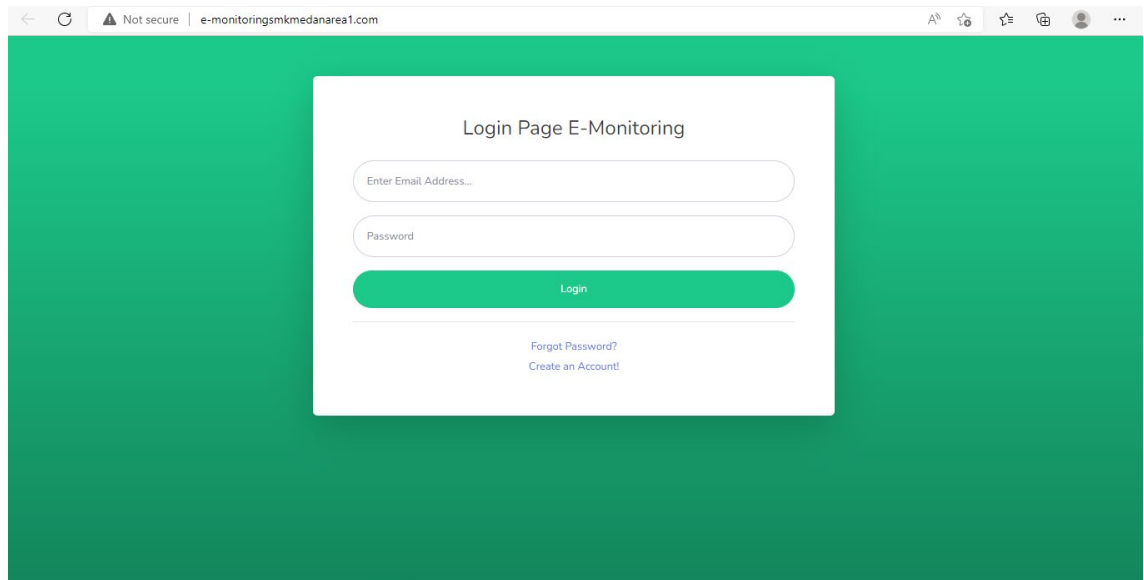 Not secure e-monitoringsmkmedanarea1.com
Login Page E-Monitoring
Enter Email Address...
Password
Login
Forgot Password?
Create an Account!